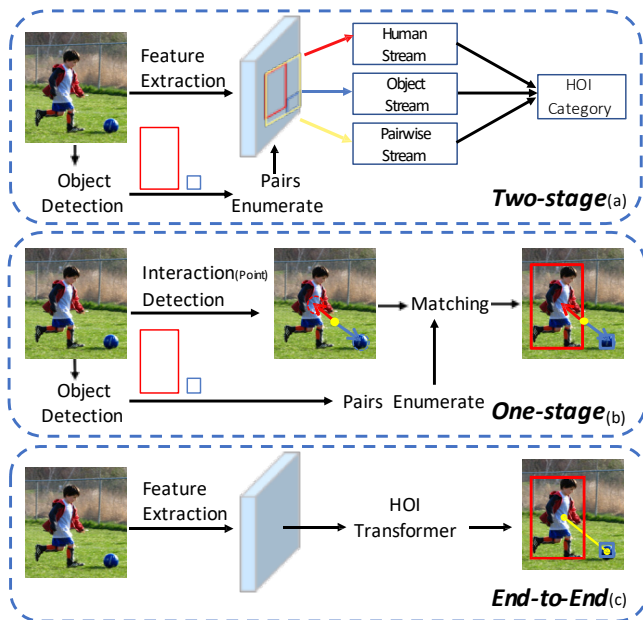 Feature
Extraction
Human
Stream
Object
Stream
HOI
Category
Pairwise
Stream
Object
Detection
Pairs
Enumerate
Two-stage(a)
Interaction(Point)
Detection
Matching
Object
Detection
Pairs Enumerate
One-stage(b)
Feature
Extraction
HOI
Transformer
End-to-End(c)